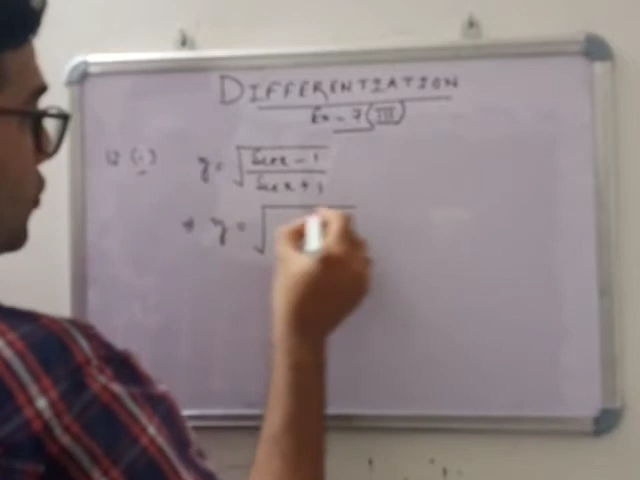 DIFFERENTIATION
Ex - 7 (III)
12 (i) y = √(Secx - 1 / Secx + 1)
⇒ y = √